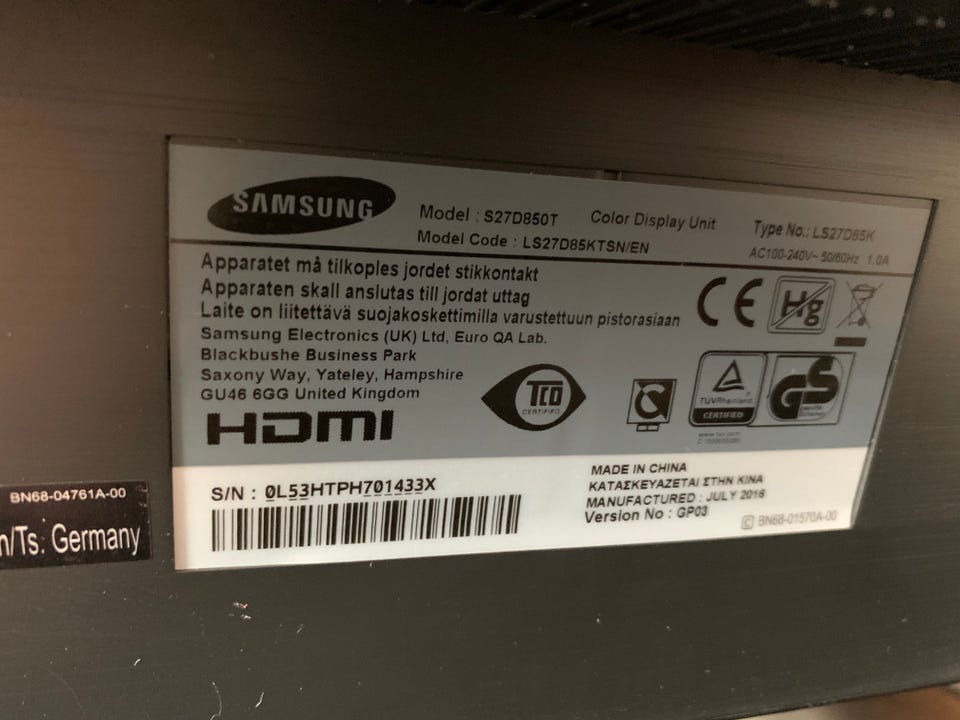 SAMSUNG
Model : S27D850T Color Display Unit Type No.: LS27D85K
Model Code : LS27D85KTSN/EN AC100-240V~ 50/60Hz 1.0A
Apparatet må tilkoples jordet stikkontakt
Apparaten skall anslutas till jordat uttag
Laite on liitettävä suojakoskettimilla varustettuun pistorasiaan
Samsung Electronics (UK) Ltd, Euro QA Lab.
Blackbushe Business Park
Saxony Way, Yateley, Hampshire
GU46 6GG United Kingdom
HDMI
CE
Hg
TCO
CERTIFIED
TÜVRheinland
CERTIFIED
GS
S/N : 0L53HTPH701433X
MADE IN CHINA
ΚΑΤΑΣΚΕΥΑΖΕΤΑΙ ΣΤΗΝ ΚΙΝΑ
MANUFACTURED : JULY 2016
Version No : GP03
BN68-01570A-00
BN68-04761A-00
n/Ts: Germany